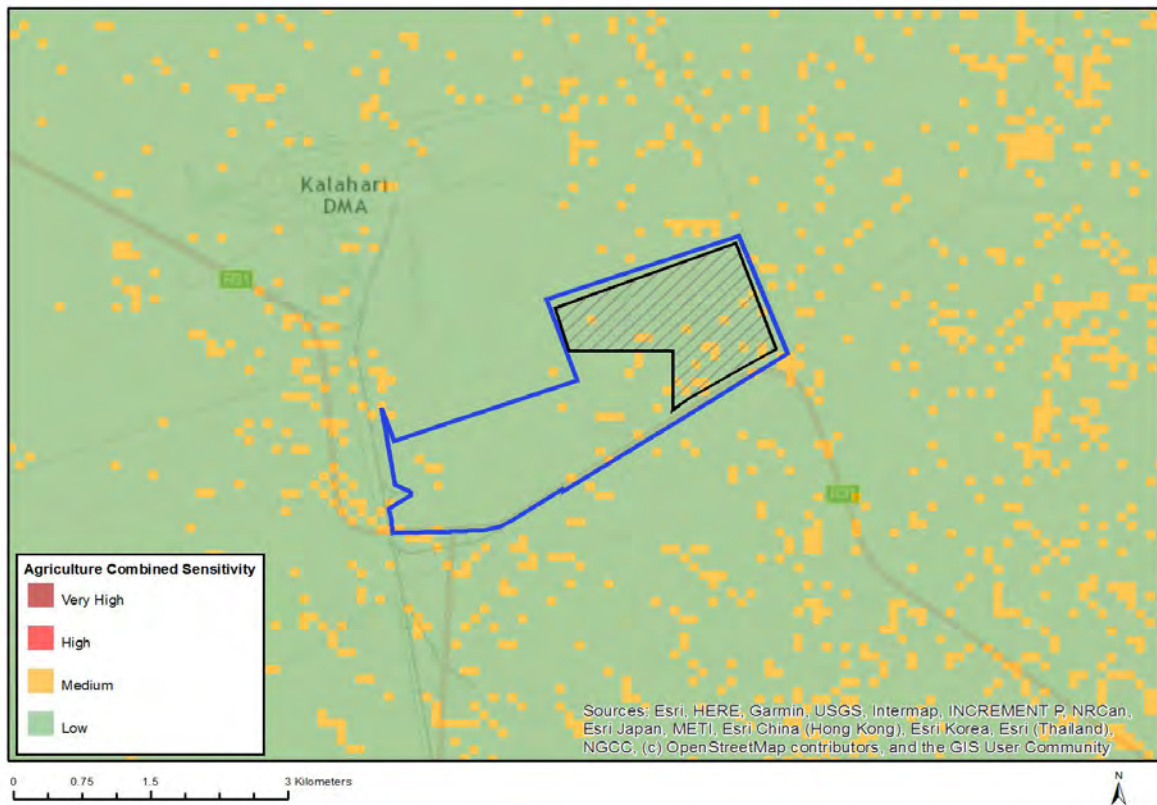 Kalahari
DMA
R31
R31
Agriculture Combined Sensitivity
Very High
High
Medium
Low
Sources: Esri, HERE, Garmin, USGS, Intermap, INCREMENT P, NRCan,
Esri Japan, METI, Esri China (Hong Kong), Esri Korea, Esri (Thailand),
NGCC, (c) OpenStreetMap contributors, and the GIS User Community
0 0.75 1.5 3 Kilometers
N